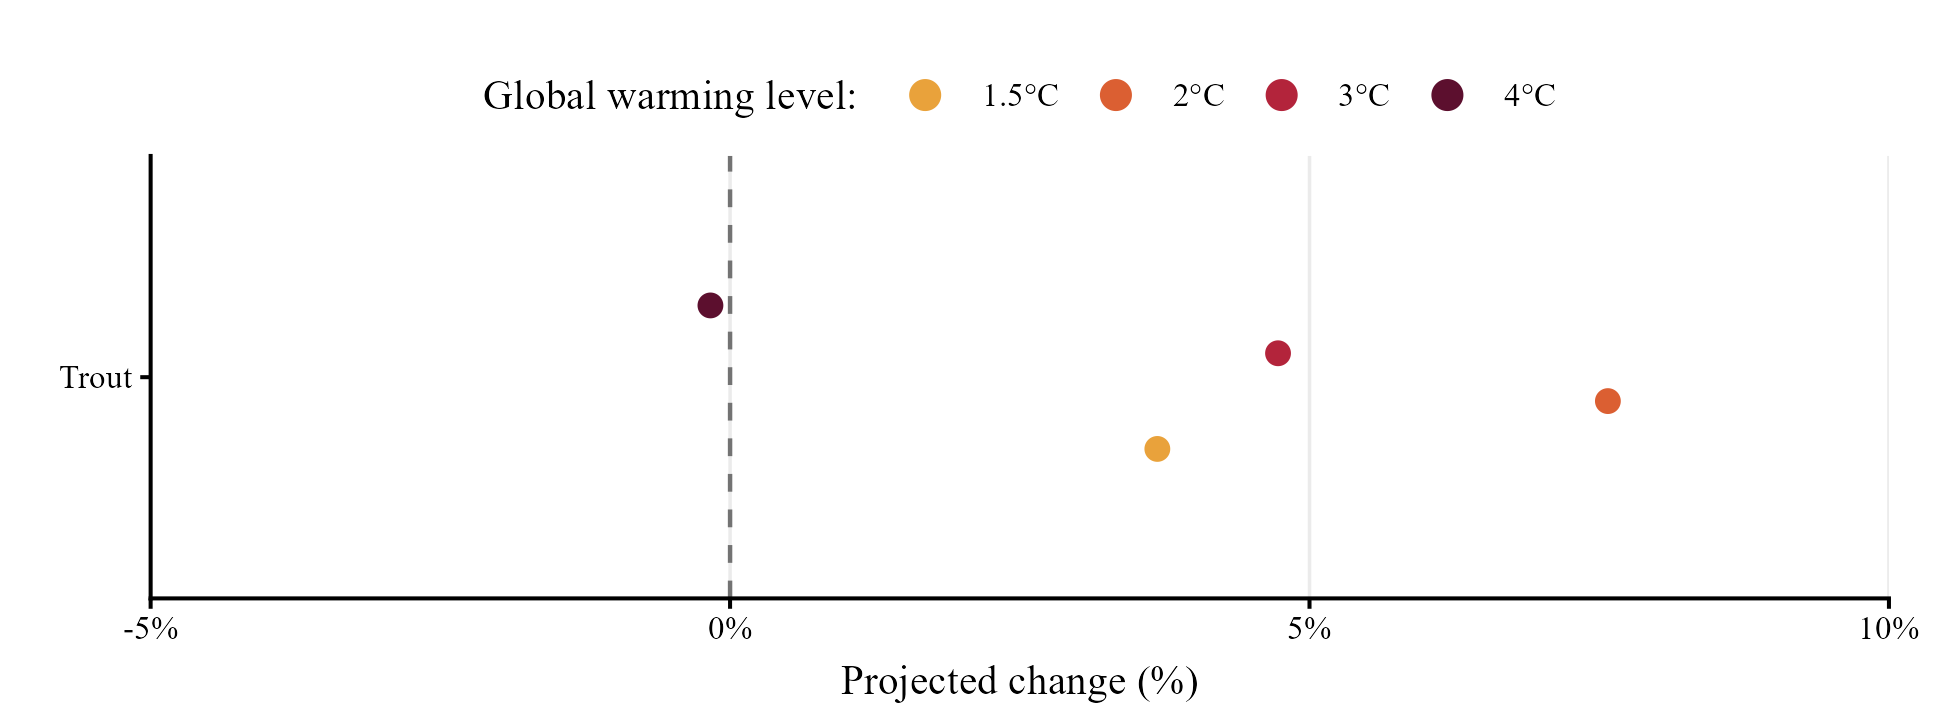 Global warming level: 1.5°C 2°C 3°C 4°C
Trout
-5% 0% 5% 10%
Projected change (%)